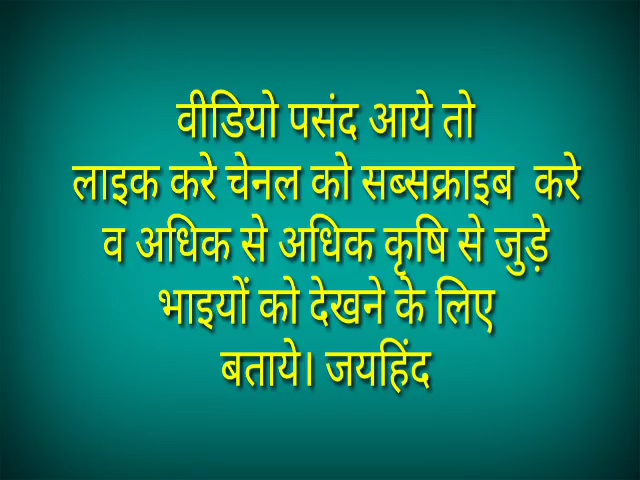 वीडियो पसंद आये तो
लाइक करे चेनल को सब्सक्राइब करे
व अधिक से अधिक कृषि से जुड़े
भाइयों को देखने के लिए
बताये। जयहिंद